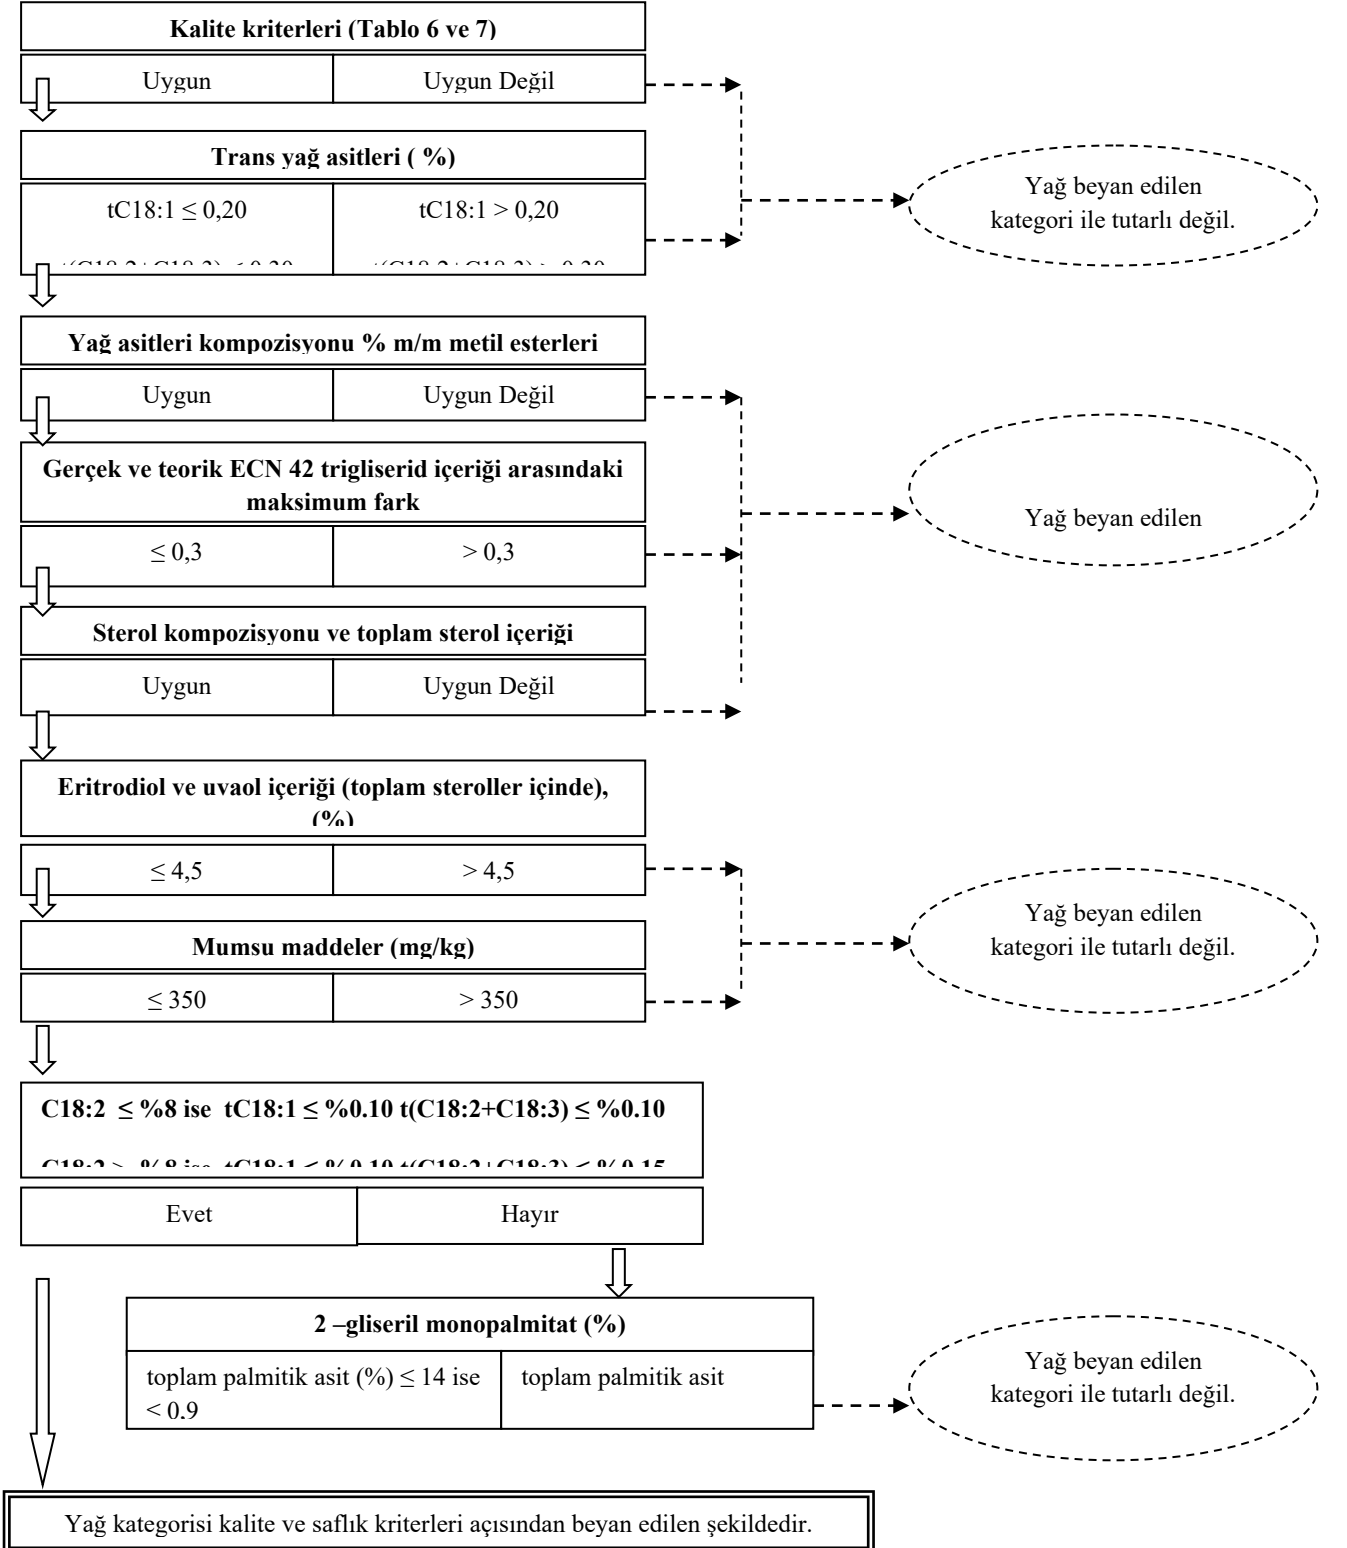 Kalite kriterleri (Tablo 6 ve 7)
Uygun
Uygun Değil
Trans yağ asitleri ( %)
tC18:1 ≤ 0,20
tC18:1 > 0,20
Yağ beyan edilen
kategori ile tutarlı değil.
Yağ asitleri kompozisyonu % m/m metil esterleri
Uygun
Uygun Değil
Gerçek ve teorik ECN 42 trigliserid içeriği arasındaki
maksimum fark
≤ 0,3
> 0,3
Yağ beyan edilen
Sterol kompozisyonu ve toplam sterol içeriği
Uygun
Uygun Değil
Eritrodiol ve uvaol içeriği (toplam steroller içinde),
(%)
≤ 4,5
> 4,5
Mumsu maddeler (mg/kg)
≤ 350
> 350
Yağ beyan edilen
kategori ile tutarlı değil.
C18:2 ≤ %8 ise tC18:1 ≤ %0.10 t(C18:2+C18:3) ≤ %0.10
Evet
Hayır
2 –gliseril monopalmitat (%)
toplam palmitik asit (%) ≤ 14 ise
toplam palmitik asit
Yağ beyan edilen
kategori ile tutarlı değil.
Yağ kategorisi kalite ve saflık kriterleri açısından beyan edilen şekildedir.